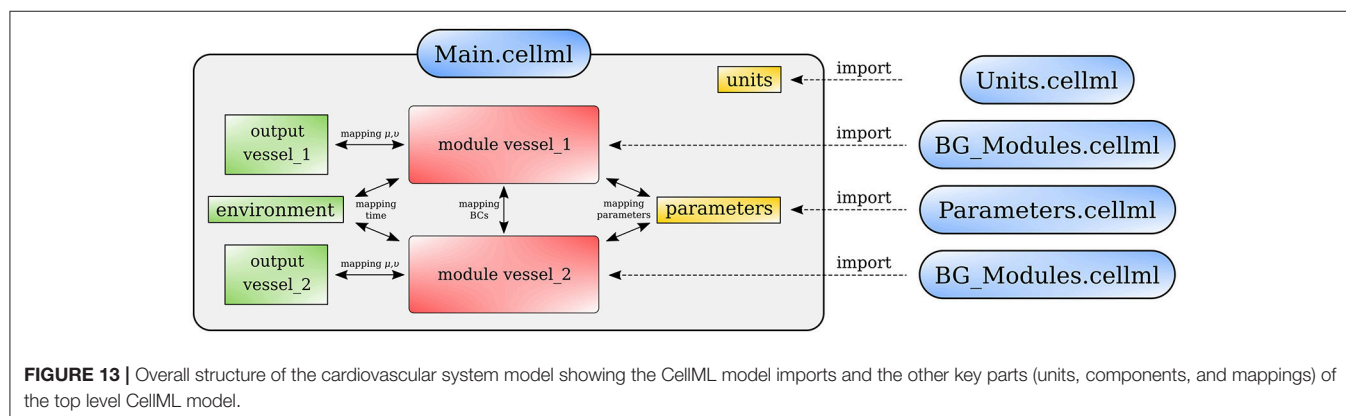 Main.cellml
units
import
Units.cellml
output
vessel_1
mapping μ,υ
module vessel_1
import
BG_Modules.cellml
environment
mapping
time
mapping
BCs
mapping
parameters
parameters
import
Parameters.cellml
output
vessel_2
mapping μ,υ
module vessel_2
import
BG_Modules.cellml
FIGURE 13 | Overall structure of the cardiovascular system model showing the CellML model imports and the other key parts (units, components, and mappings) of
the top level CellML model.